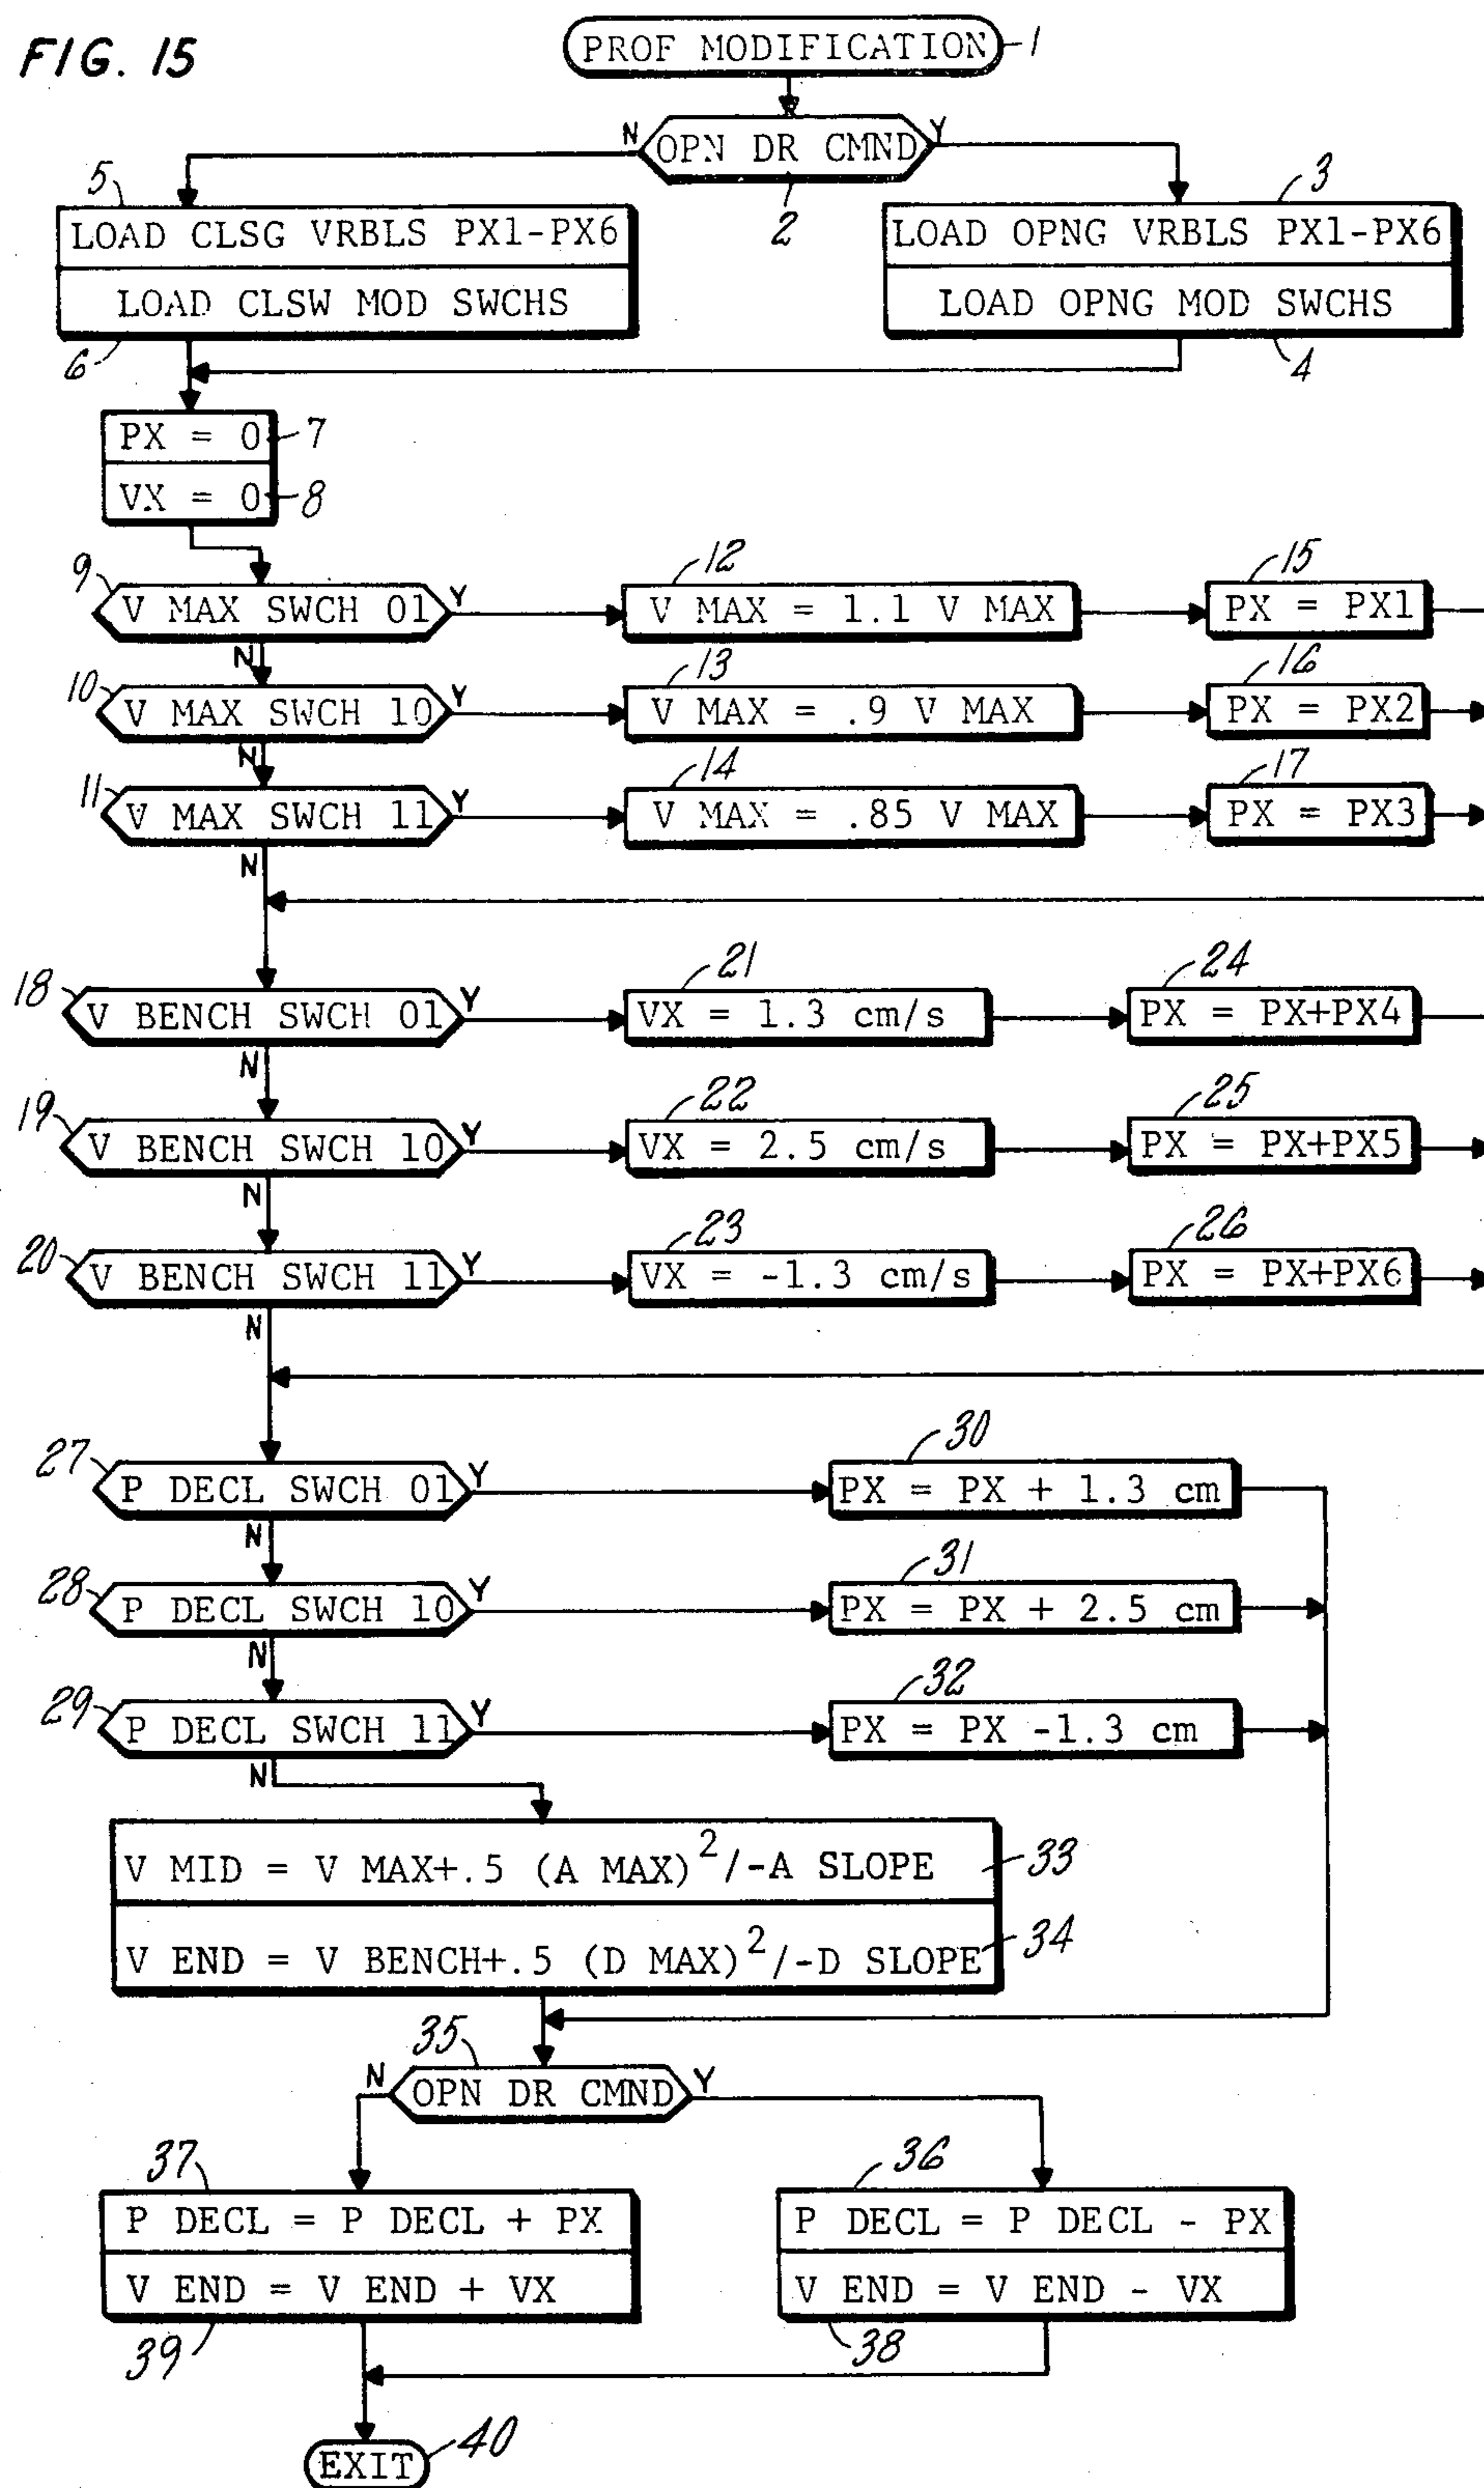 FIG. 15
PROF MODIFICATION 1
N OPN DR CMND Y
2
5
3
LOAD CLSG VRBLS PX1-PX6
LOAD OPNG VRBLS PX1-PX6
LOAD CLSW MOD SWCHS
LOAD OPNG MOD SWCHS
6
4
PX = 0 7
VX = 0 8
9 V MAX SWCH 01 Y
12
V MAX = 1.1 V MAX
15
PX = PX1
N
10 V MAX SWCH 10 Y
13
V MAX = .9 V MAX
16
PX = PX2
N
11 V MAX SWCH 11 Y
14
V MAX = .85 V MAX
17
PX = PX3
N
18 V BENCH SWCH 01 Y
21
VX = 1.3 cm/s
24
PX = PX+PX4
N
19 V BENCH SWCH 10 Y
22
VX = 2.5 cm/s
25
PX = PX+PX5
N
20 V BENCH SWCH 11 Y
23
VX = -1.3 cm/s
26
PX = PX+PX6
N
27 P DECL SWCH 01 Y
30
PX = PX + 1.3 cm
N
28 P DECL SWCH 10 Y
31
PX = PX + 2.5 cm
N
29 P DECL SWCH 11 Y
32
PX = PX -1.3 cm
N
V MID = V MAX+.5 (A MAX)²/-A SLOPE 33
V END = V BENCH+.5 (D MAX)²/-D SLOPE 34
35
N OPN DR CMND Y
37
36
P DECL = P DECL + PX
P DECL = P DECL - PX
V END = V END + VX
V END = V END - VX
39
38
EXIT 40